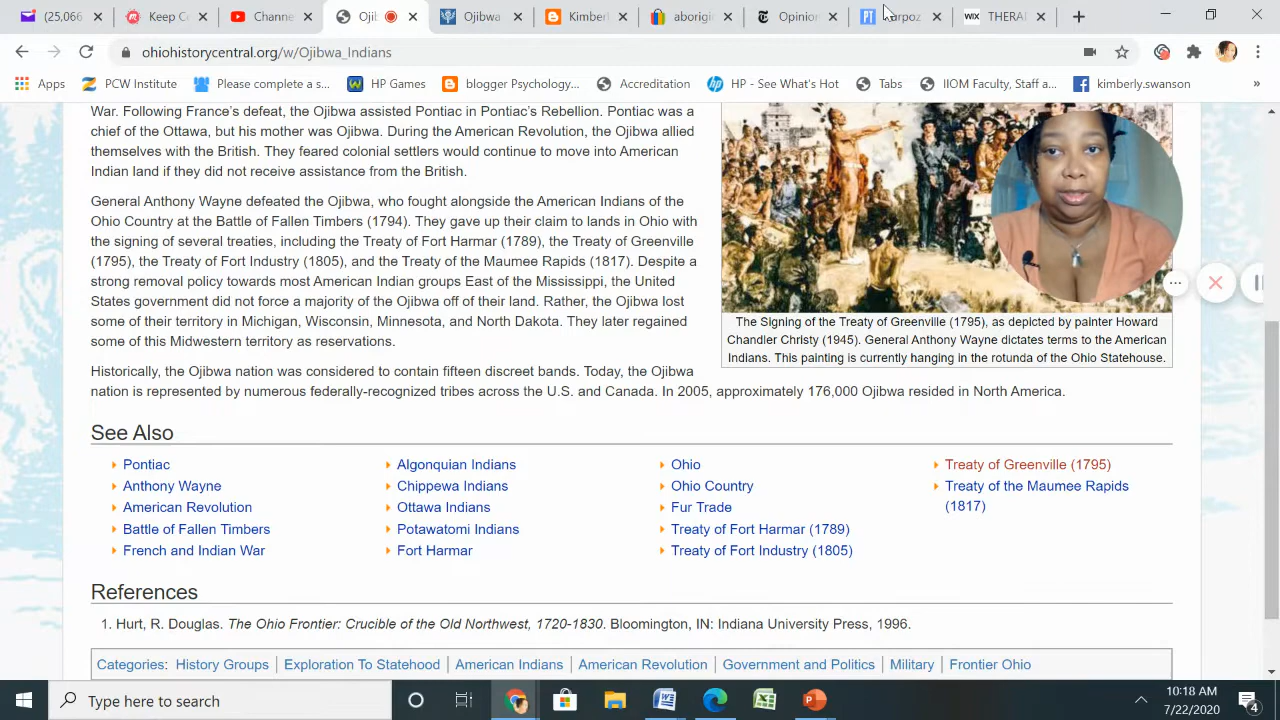 (25,066
Keep C
Channe
Ojil
Ojibwa
Kimberl
aborigi
Opinion
THERA
ohiohistorycentral.org/w/Ojibwa_Indians
Apps
PCW Institute
Please complete a s...
HP Games
blogger Psychology...
Accreditation
HP - See What's Hot
Tabs
IIOM Faculty, Staff a...
kimberly.swanson
»
War. Following France's defeat, the Ojibwa assisted Pontiac in Pontiac's Rebellion. Pontiac was a
chief of the Ottawa, but his mother was Ojibwa. During the American Revolution, the Ojibwa allied
themselves with the British. They feared colonial settlers would continue to move into American
Indian land if they did not receive assistance from the British.
General Anthony Wayne defeated the Ojibwa, who fought alongside the American Indians of the
Ohio Country at the Battle of Fallen Timbers (1794). They gave up their claim to lands in Ohio with
the signing of several treaties, including the Treaty of Fort Harmar (1789), the Treaty of Greenville
(1795), the Treaty of Fort Industry (1805), and the Treaty of the Maumee Rapids (1817). Despite a
strong removal policy towards most American Indian groups East of the Mississippi, the United
States government did not force a majority of the Ojibwa off of their land. Rather, the Ojibwa lost
some of their territory in Michigan, Wisconsin, Minnesota, and North Dakota. They later regained
some of this Midwestern territory as reservations.
The Signing of the Treaty of Greenville (1795), as depicted by painter Howard
Chandler Christy (1945). General Anthony Wayne dictates terms to the American
Indians. This painting is currently hanging in the rotunda of the Ohio Statehouse.
Historically, the Ojibwa nation was considered to contain fifteen discreet bands. Today, the Ojibwa
nation is represented by numerous federally-recognized tribes across the U.S. and Canada. In 2005, approximately 176,000 Ojibwa resided in North America.
See Also
Pontiac
Anthony Wayne
American Revolution
Battle of Fallen Timbers
French and Indian War
Algonquian Indians
Chippewa Indians
Ottawa Indians
Potawatomi Indians
Fort Harmar
Ohio
Ohio Country
Fur Trade
Treaty of Fort Harmar (1789)
Treaty of Fort Industry (1805)
Treaty of Greenville (1795)
Treaty of the Maumee Rapids
(1817)
References
1. Hurt, R. Douglas. The Ohio Frontier: Crucible of the Old Northwest, 1720-1830. Bloomington, IN: Indiana University Press, 1996.
Categories: History Groups | Exploration To Statehood | American Indians | American Revolution | Government and Politics | Military | Frontier Ohio
Type here to search
10:18 AM
7/22/2020
4